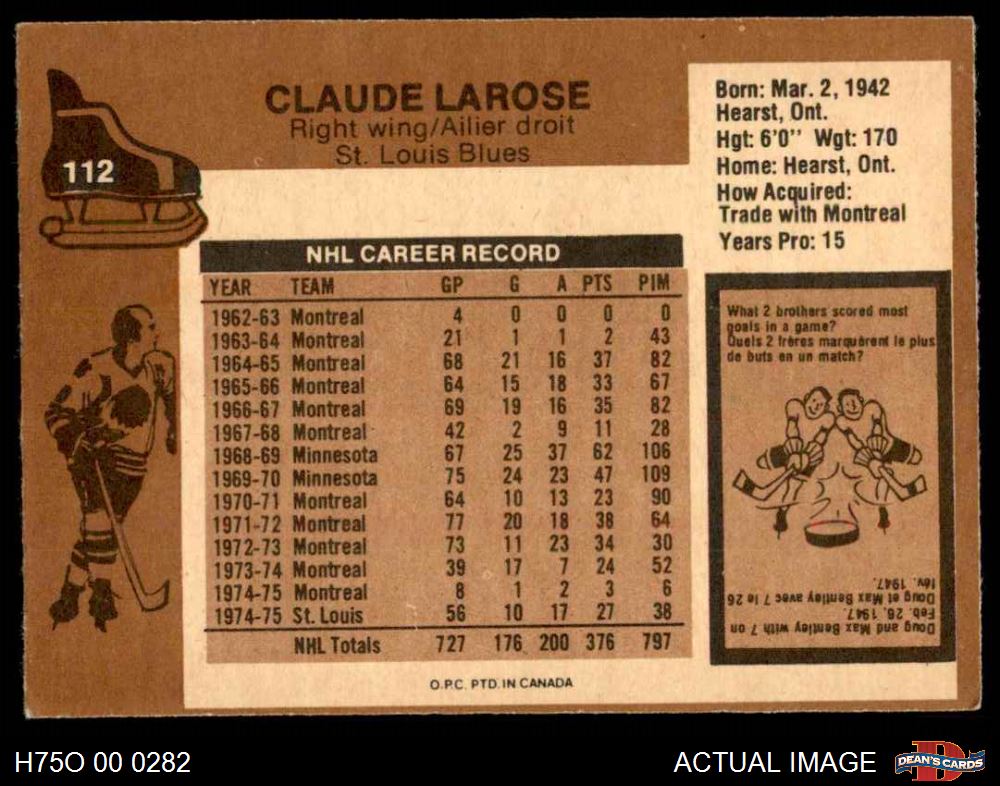 112
CLAUDE LAROSE
Right wing/Ailier droit
St. Louis Blues
Born: Mar. 2, 1942
Hearst, Ont.
Hgt: 6'0'' Wgt: 170
Home: Hearst, Ont.
How Acquired:
Trade with Montreal
Years Pro: 15
NHL CAREER RECORD
YEAR TEAM GP G A PTS PIM
1962-63 Montreal 4 0 0 0 0
1963-64 Montreal 21 1 1 2 43
1964-65 Montreal 68 21 16 37 82
1965-66 Montreal 64 15 18 33 67
1966-67 Montreal 69 19 16 35 82
1967-68 Montreal 42 2 9 11 28
1968-69 Minnesota 67 25 37 62 106
1969-70 Minnesota 75 24 23 47 109
1970-71 Montreal 64 10 13 23 90
1971-72 Montreal 77 20 18 38 64
1972-73 Montreal 73 11 23 34 30
1973-74 Montreal 39 17 7 24 52
1974-75 Montreal 8 1 2 3 6
1974-75 St. Louis 56 10 17 27 38
NHL Totals 727 176 200 376 797
O.P.C. PTD. IN CANADA
What 2 brothers scored most
goals in a game?
Quels 2 frères marquèrent le plus
de buts en un match?
Doug and Max Bentley with 7 on
Feb. 26, 1947.
Doug et Max Bentley avec 7 le 26
fév. 1947.
H75O 00 0282
ACTUAL IMAGE
D
DEAN'S CARDS